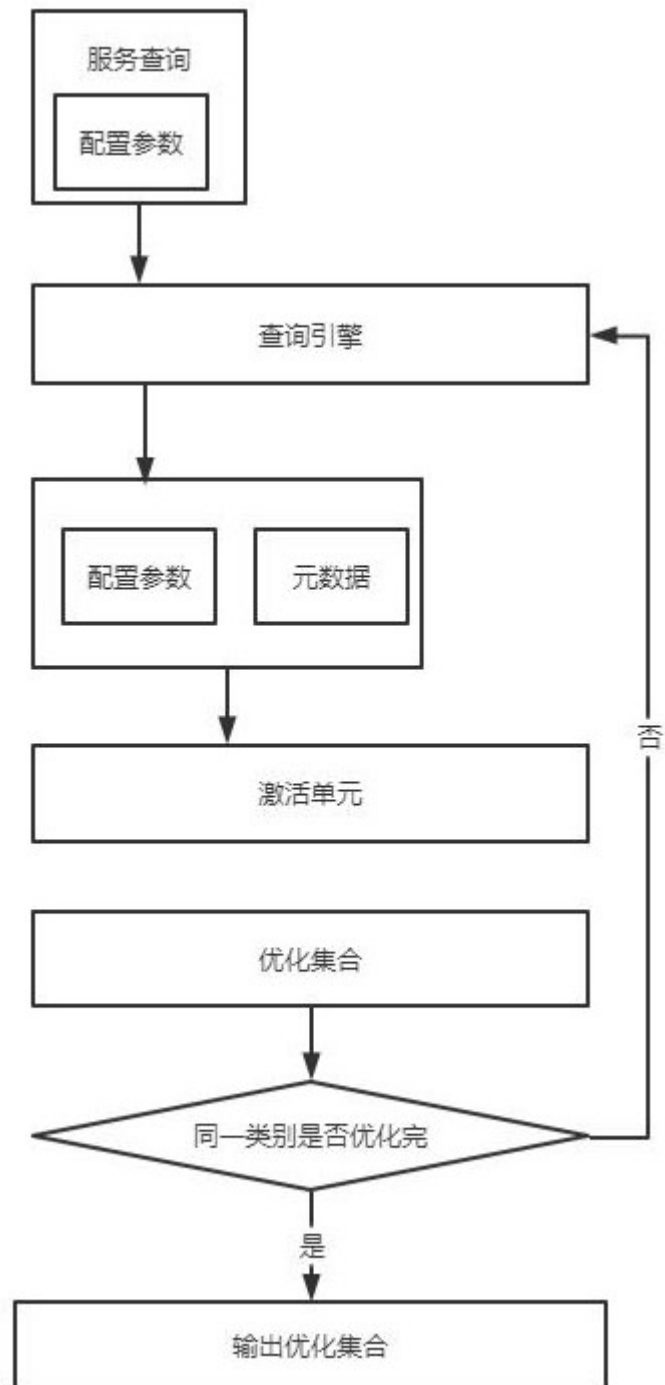 服务查询
配置参数
查询引擎
配置参数
元数据
激活单元
优化集合
同一类别是否优化完
否
是
输出优化集合